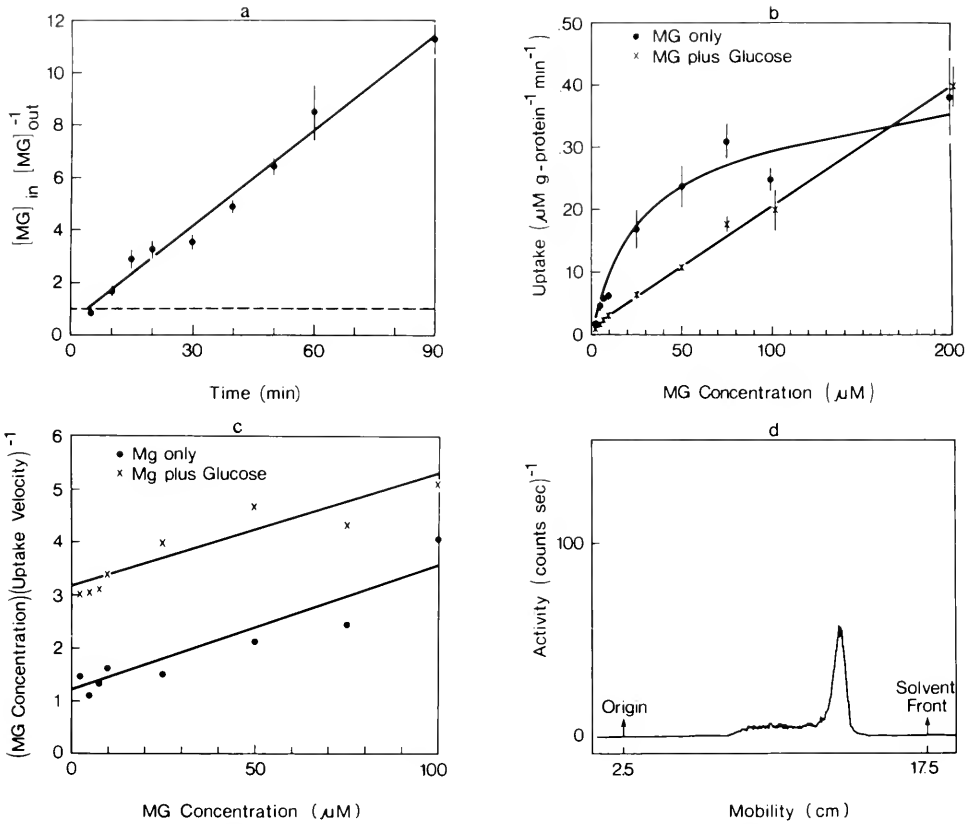 a
12
10
8
6
4
2
0
[MG]in [MG]out^-1
0 30 60 90
Time (min)
b
.50
.40
.30
.20
.10
0
Uptake (µM g-protein^-1 min^-1)
• MG only
x MG plus Glucose
0 50 100 200
MG Concentration (µM)
c
6
5
4
3
2
1
0
(MG Concentration)(Uptake Velocity)^-1
• Mg only
x Mg plus Glucose
0 50 100
MG Concentration (µM)
d
100
0
Activity (counts sec)^-1
Origin
Solvent
Front
2.5 17.5
Mobility (cm)